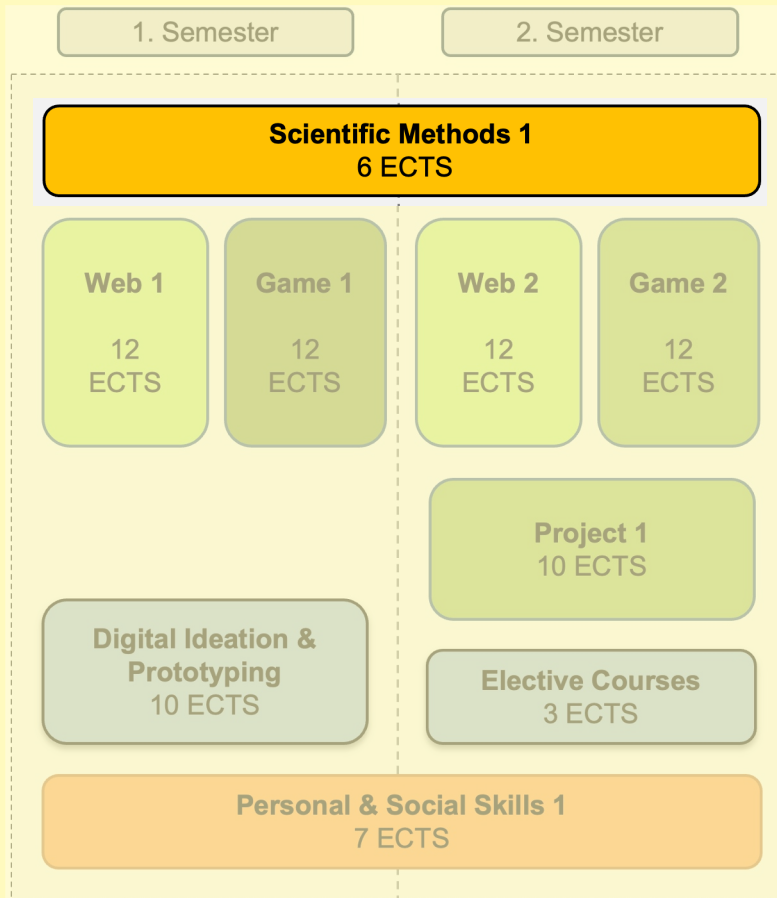 1. Semester
2. Semester
Scientific Methods 1
6 ECTS
Web 1
12
ECTS
Game 1
12
ECTS
Web 2
12
ECTS
Game 2
12
ECTS
Project 1
10 ECTS
Digital Ideation &
Prototyping
10 ECTS
Elective Courses
3 ECTS
Personal & Social Skills 1
7 ECTS